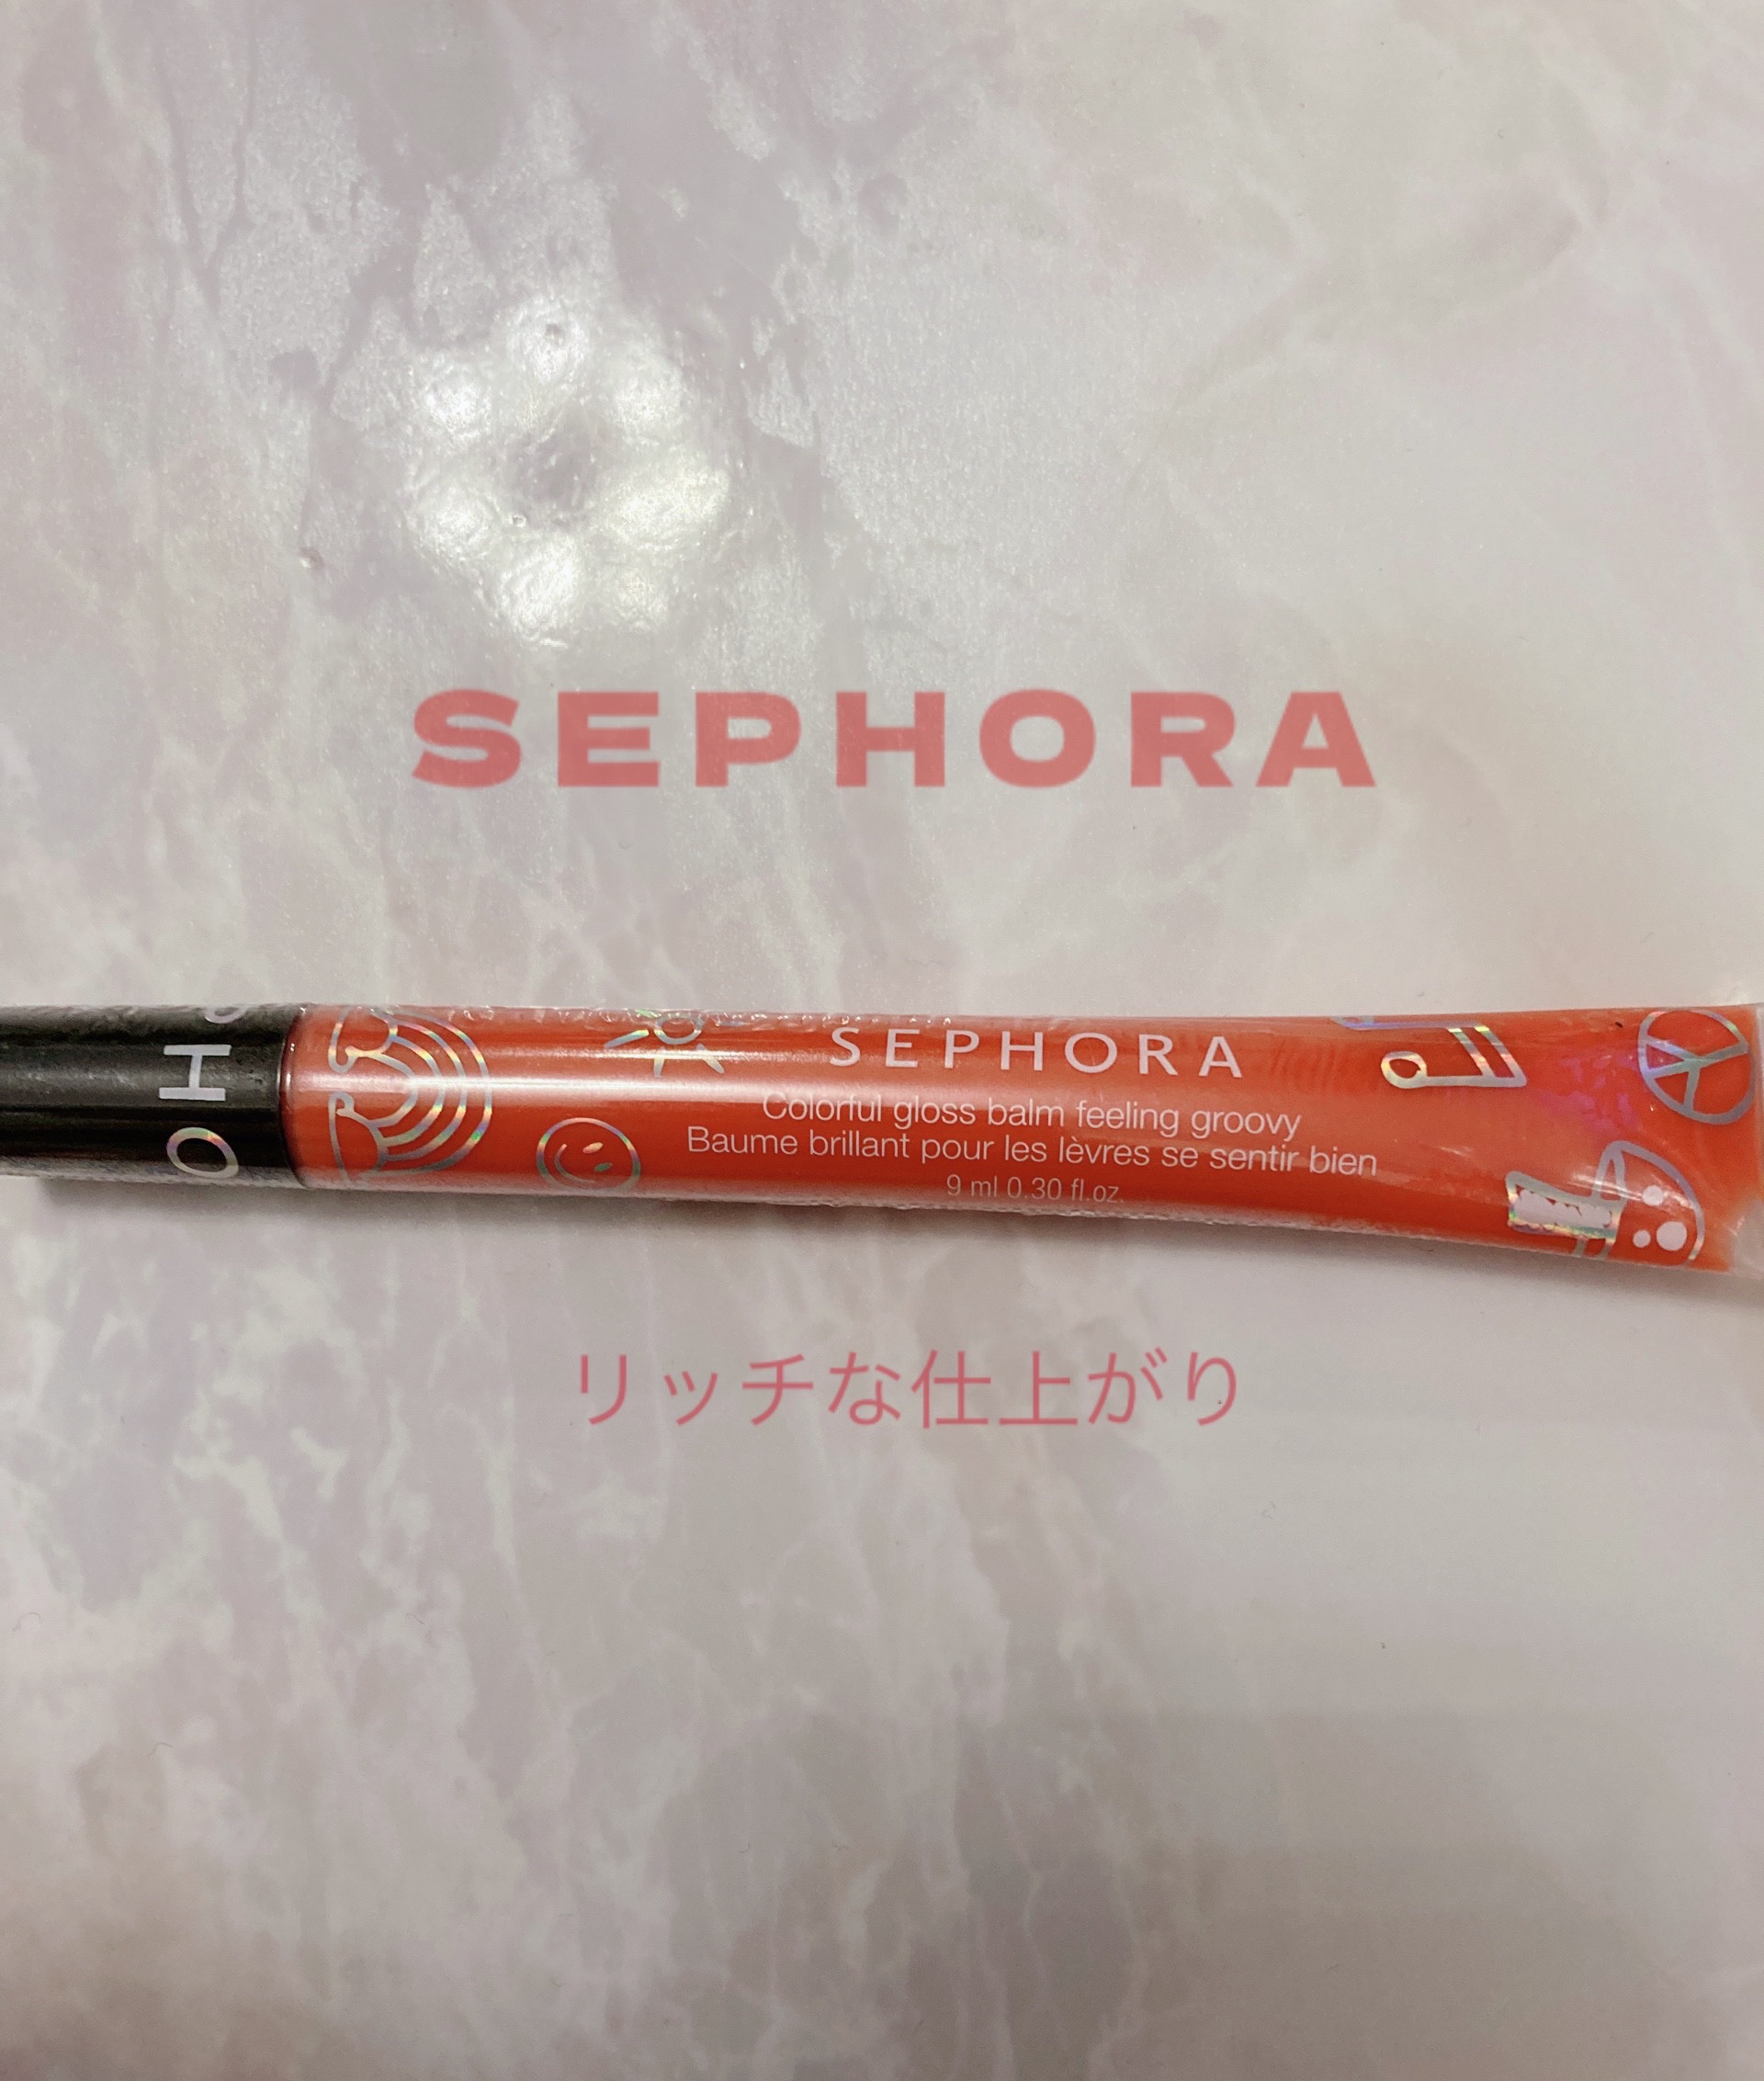 SEPHORA
SEPHORA
Colorful gloss balm feeling groovy
Baume brillant pour les lèvres se sentir bien
9 ml 0.30 fl.oz.
OH
リッチな仕上がり